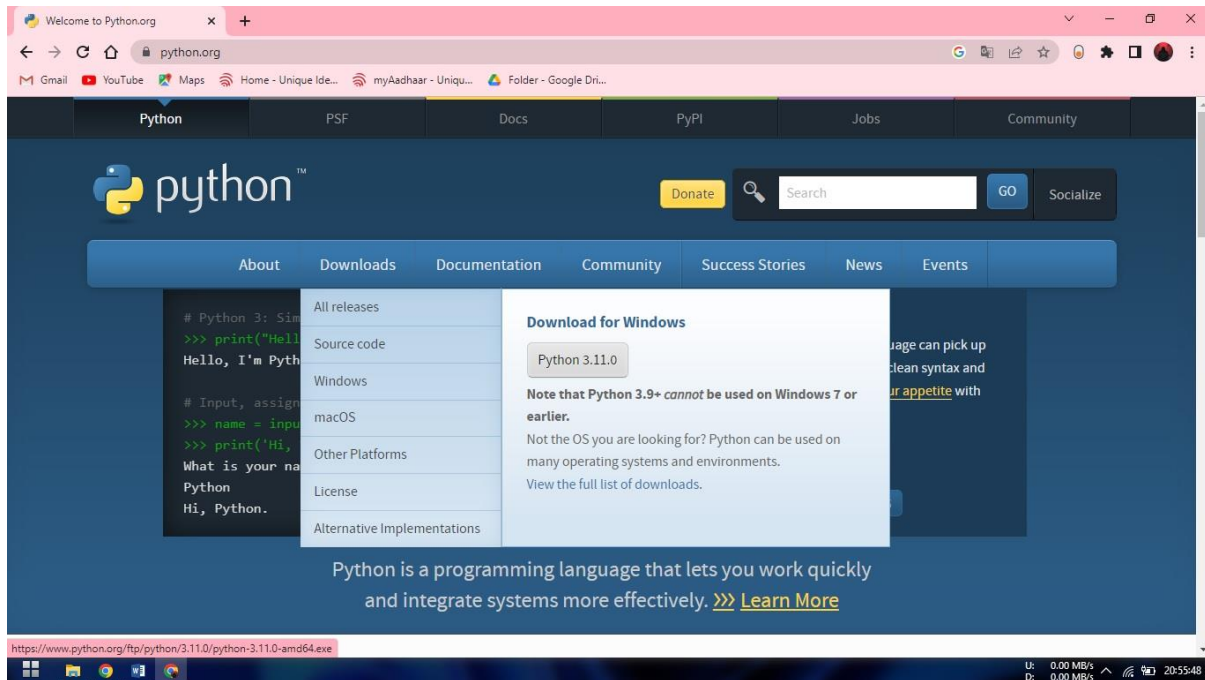 Welcome to Python.org
python.org
Gmail YouTube Maps Home - Unique Ide... myAadhaar - Uniqu... Folder - Google Dri...
Python PSF Docs PyPI Jobs Community
python™
Donate Search GO Socialize
About Downloads Documentation Community Success Stories News Events
# Python 3: Sim
>>> print("Hell
Hello, I'm Pyth
# Input, assign
>>> name = inpu
>>> print('Hi,
What is your na
Python
Hi, Python.
All releases
Source code
Windows
macOS
Other Platforms
License
Alternative Implementations
Download for Windows
Python 3.11.0
Note that Python 3.9+ cannot be used on Windows 7 or
earlier.
Not the OS you are looking for? Python can be used on
many operating systems and environments.
View the full list of downloads.
uage can pick up
clean syntax and
ur appetite with
Python is a programming language that lets you work quickly
and integrate systems more effectively. >>> Learn More
https://www.python.org/ftp/python/3.11.0/python-3.11.0-amd64.exe
U: 0.00 MB/s
D: 0.00 MB/s
20:55:48